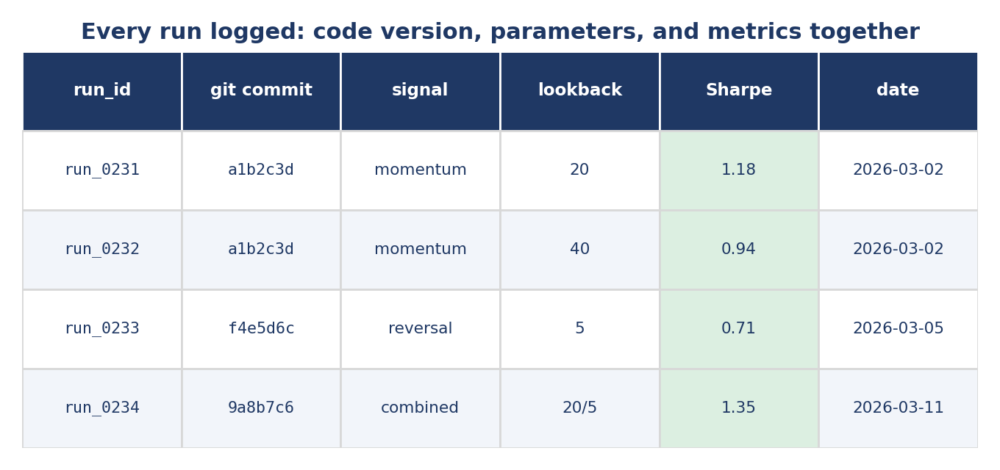 Every run logged: code version, parameters, and metrics together
run_id git commit signal lookback Sharpe date
run_0231 a1b2c3d momentum 20 1.18 2026-03-02
run_0232 a1b2c3d momentum 40 0.94 2026-03-02
run_0233 f4e5d6c reversal 5 0.71 2026-03-05
run_0234 9a8b7c6 combined 20/5 1.35 2026-03-11